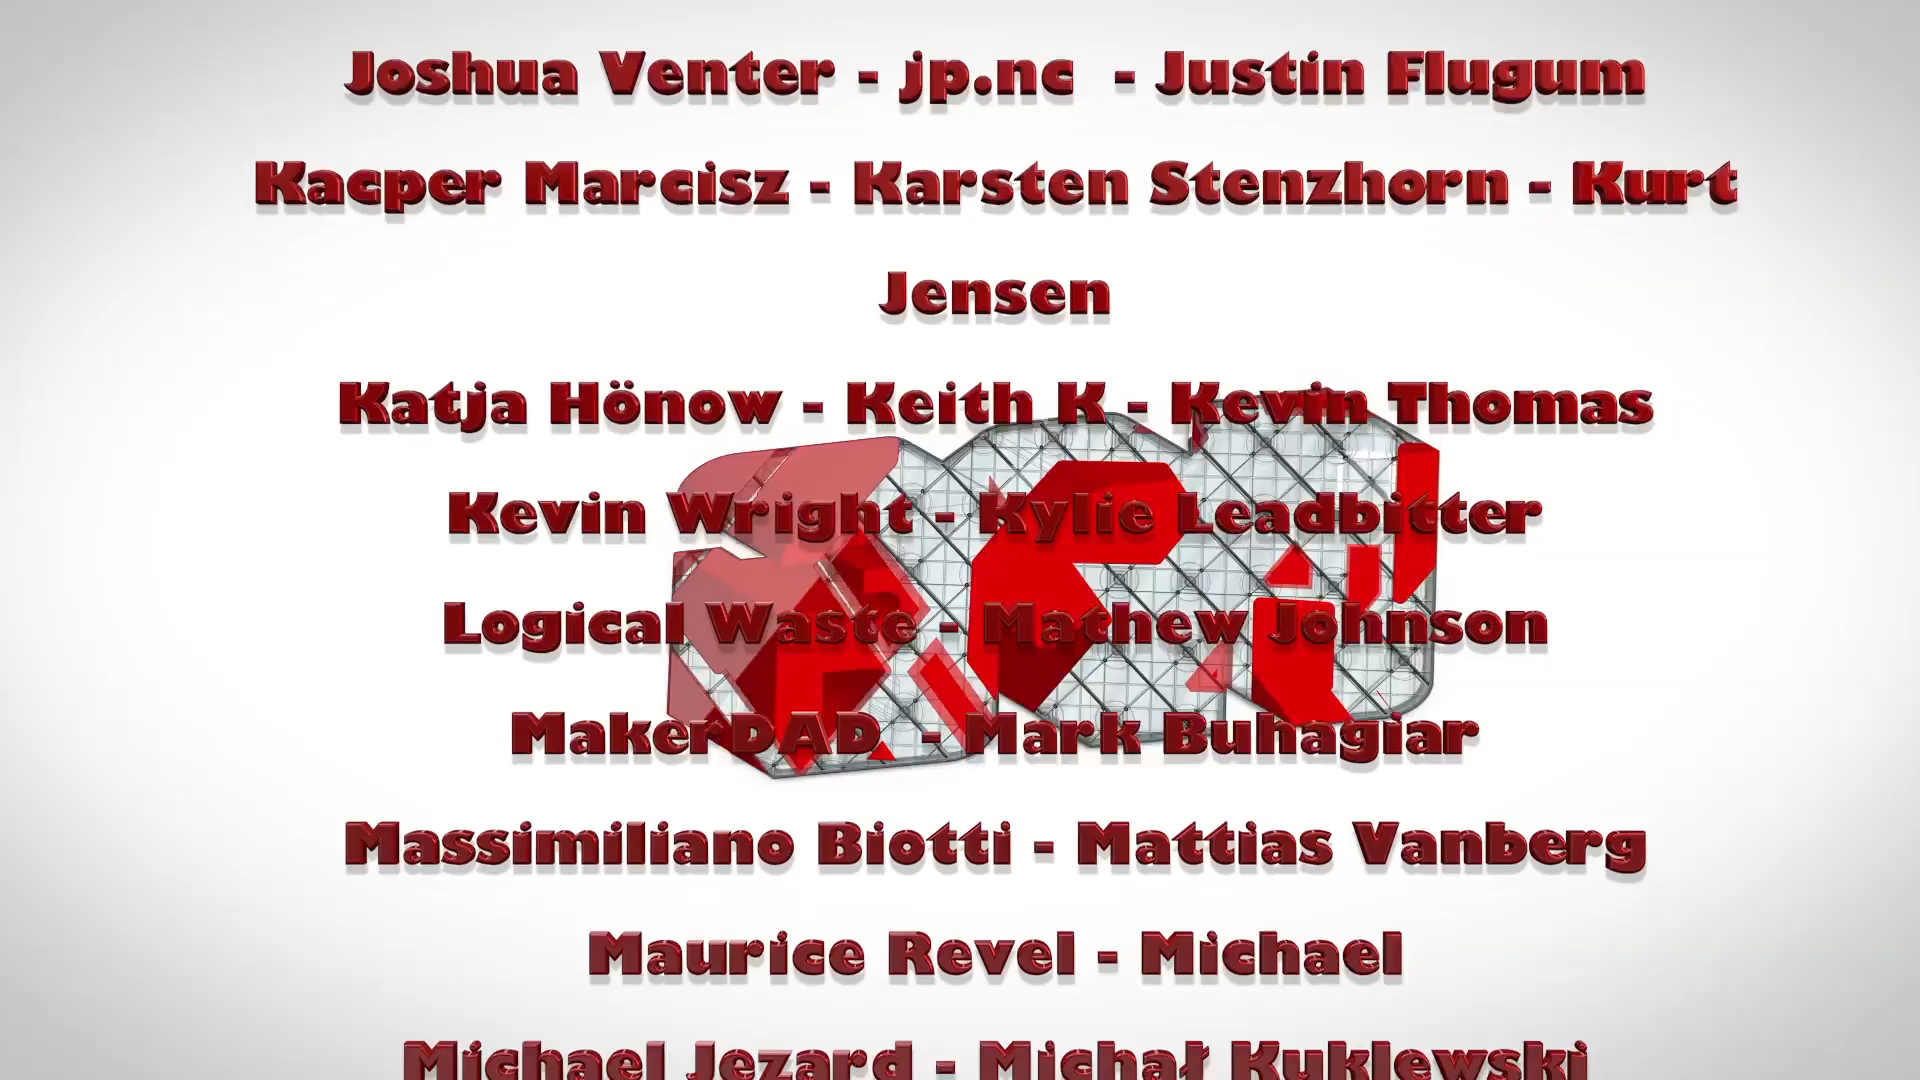 Joshua Venter - jp.nc - Justin Flugum
Kacper Marcisz - Karsten Stenzhorn - Kurt
Jensen
Katja Hönow - Keith K - Kevin Thomas
Kevin Wright - Kylie Leadbitter
Logical Waste - Mathew Johnson
MakerDAD - Mark Buhagiar
Massimiliano Biotti - Mattias Vanberg
Maurice Revel - Michael
Michael Jezard - Michał Kuklewski